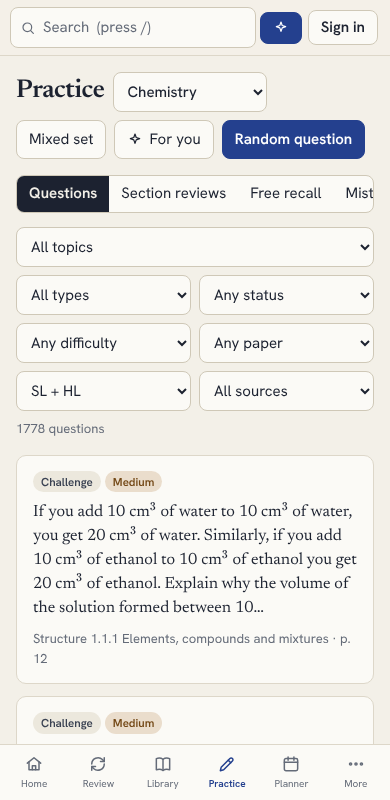 Search (press /)
Sign in
Practice
Chemistry
Mixed set
For you
Random question
Questions
Section reviews
Free recall
Mist
All topics
All types
Any status
Any difficulty
Any paper
SL + HL
All sources
1778 questions
Challenge
Medium
If you add 10 cm³ of water to 10 cm³ of water,
you get 20 cm³ of water. Similarly, if you add
10 cm³ of ethanol to 10 cm³ of ethanol you get
20 cm³ of ethanol. Explain why the volume of
the solution formed between 10...
Structure 1.1.1 Elements, compounds and mixtures · p.
12
Challenge
Medium
Home
Review
Library
Practice
Planner
More